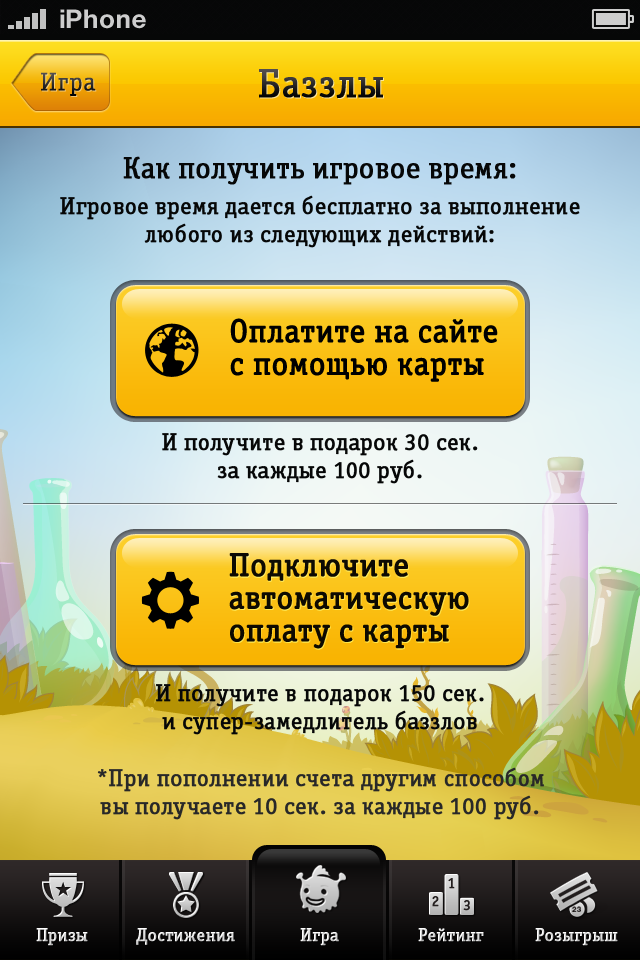 iPhone
Игра
Баззлы
Как получить игровое время:
Игровое время дается бесплатно за выполнение
любого из следующих действий:
Оплатите на сайте
с помощью карты
И получите в подарок 30 сек.
за каждые 100 руб.
Подключите
автоматическую
оплату с карты
И получите в подарок 150 сек.
и супер-замедлитель баззлов
*При пополнении счета другим способом
вы получаете 10 сек. за каждые 100 руб.
1
2
3
23
Призы
Достижения
Игра
Рейтинг
Розыгрыш